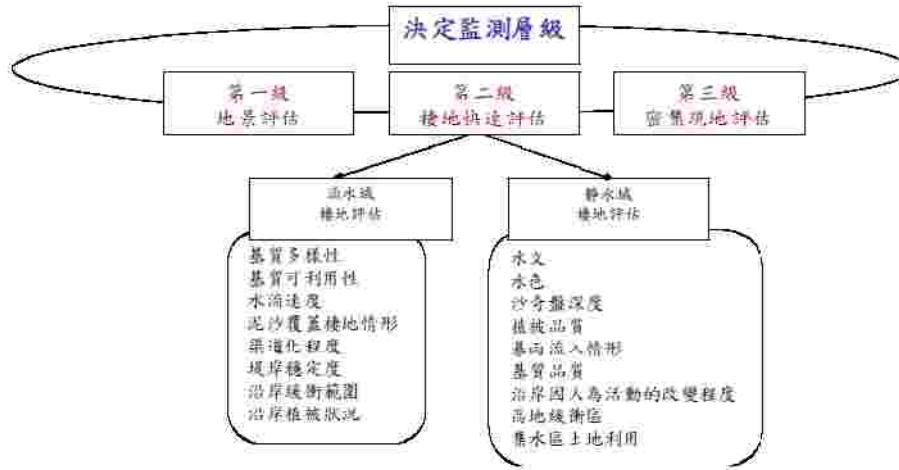 決定監測層級
第一級
地景評估
第二級
棲地快速評估
第三級
密集現地評估
流水域
棲地評估
靜水域
棲地評估
基質多樣性
基質可利用性
水流速度
泥沙覆蓋棲地情形
渠道化程度
堤岸穩定度
沿岸緩衝範圍
沿岸植被狀況
水文
水色
沙奇盤深度
植被品質
暴雨流入情形
基質品質
沿岸因人為活動的改變程度
高地緩衝區
集水區土地利用